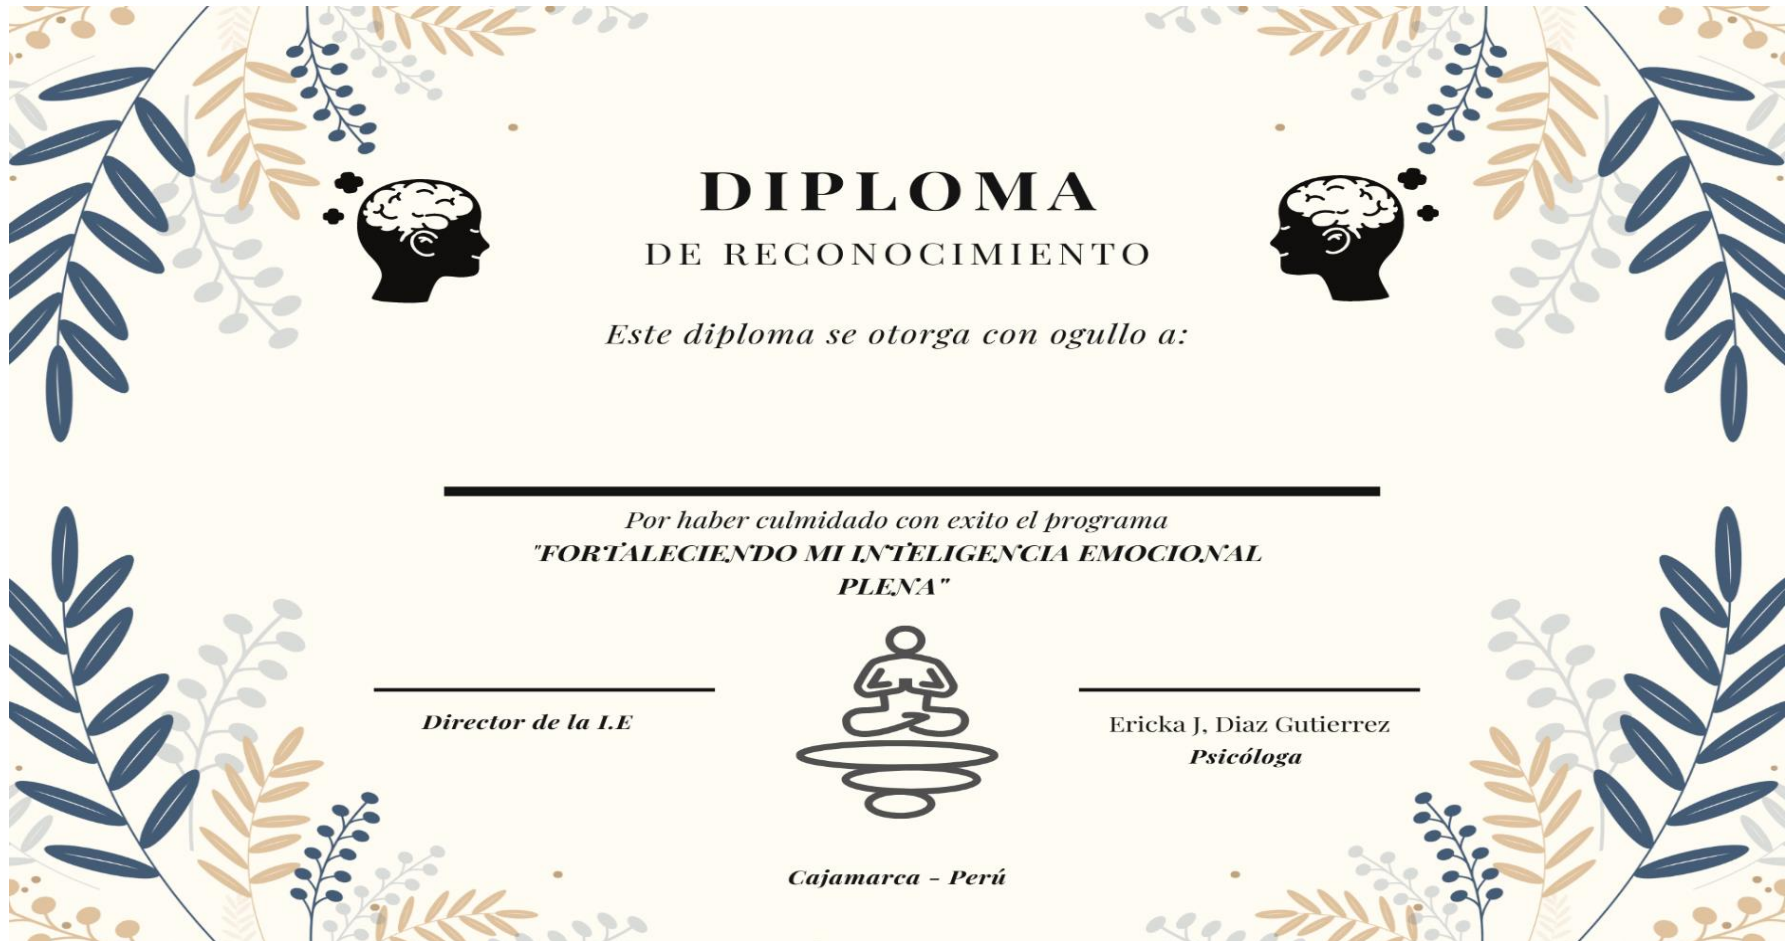 DIPLOMA
DE RECONOCIMIENTO
Este diploma se otorga con ogullo a:
Por haber culmidado con exito el programa
"FORTALECIENDO MI INTELIGENCIA EMOCIONAL
PLENA"
Director de la I.E
Ericka J, Diaz Gutierrez
Psicóloga
Cajamarca - Perú